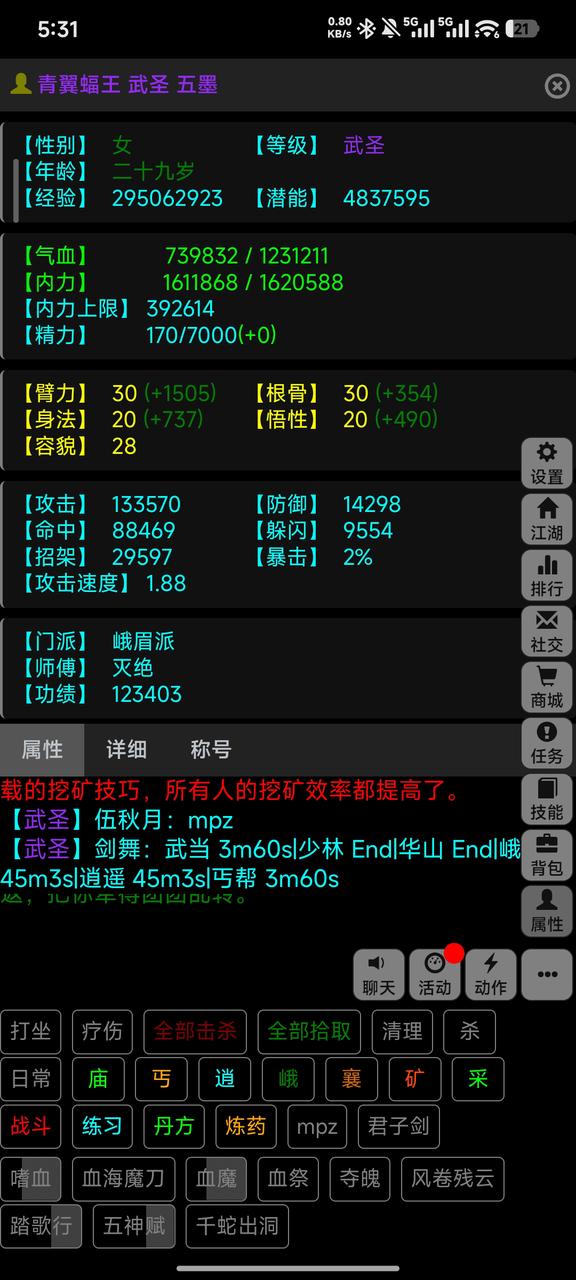 5:31
0.80 KB/s 5G 5G 6 21
青翼蝠王 武圣 五墨
【性别】 女 【等级】 武圣
【年龄】 二十九岁
【经验】 295062923 【潜能】 4837595
【气血】 739832 / 1231211
【内力】 1611868 / 1620588
【内力上限】 392614
【精力】 170/7000(+0)
【臂力】 30 (+1505) 【根骨】 30 (+354)
【身法】 20 (+737) 【悟性】 20 (+490)
【容貌】 28
设置
【攻击】 133570 【防御】 14298
【命中】 88469 【躲闪】 9554
江湖
【招架】 29597 【暴击】 2%
【攻击速度】 1.88
排行
【门派】 峨眉派
社交
【师傅】 灭绝
【功绩】 123403
商城
属性 详细 称号
任务
载的挖矿技巧，所有人的挖矿效率都提高了。
【武圣】伍秋月：mpz
技能
【武圣】剑舞：武当 3m60s|少林 End|华山 End|峨
45m3s|逍遥 45m3s|丐帮 3m60s
背包
属性
聊天 活动 动作 •••
打坐 疗伤 全部击杀 全部拾取 清理 杀
日常 庙 丐 逍 峨 襄 矿 采
战斗 练习 丹方 炼药 mpz 君子剑
嗜血 血海魔刀 血魔 血祭 夺魄 风卷残云
踏歌行 五神赋 千蛇出洞